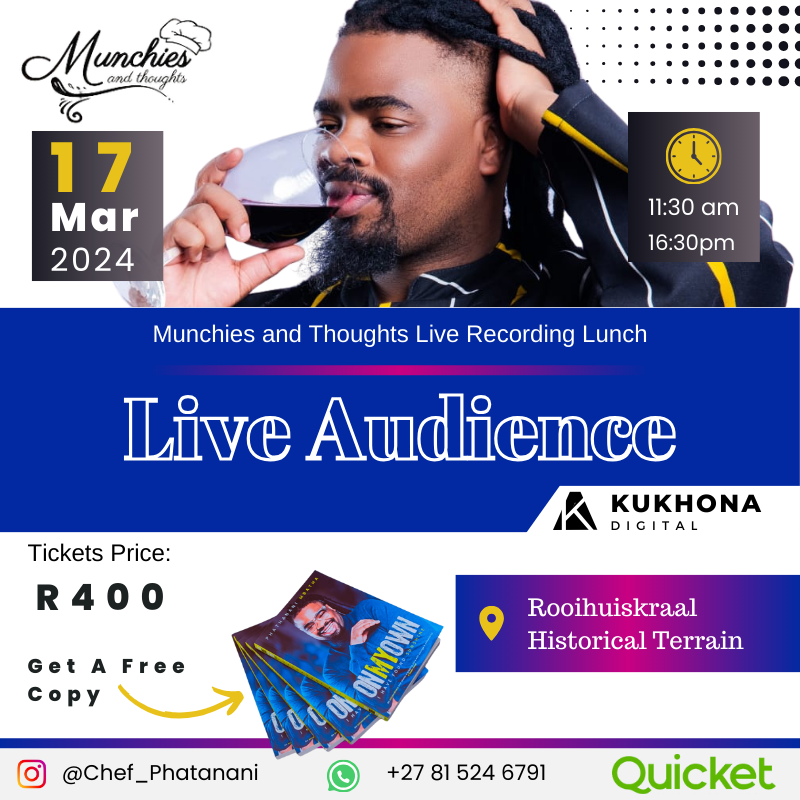 Munchies
and thoughts
17
Mar
2024
11:30 am
16:30pm
Munchies and Thoughts Live Recording Lunch
Live Audience
KUKHONA
DIGITAL
Tickets Price:
R400
Get A Free
Copy
ONMYOWN
Rooihuiskraal
Historical Terrain
@Chef_Phatanani
+27 81 524 6791
Quicket